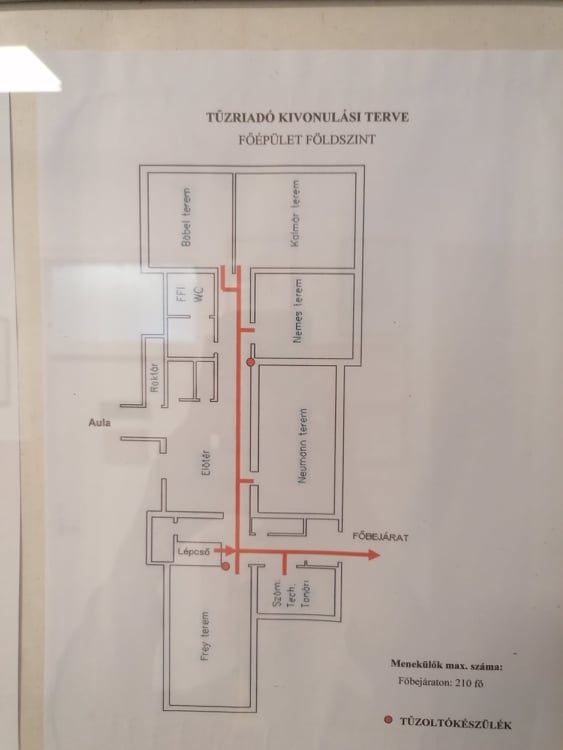 TŰZRIADÓ KIVONULÁSI TERVE
FŐÉPÜLET FÖLDSZINT
Bábel terem
Kalmár terem
FFI
WC
Nemes terem
Raktár
Aula
Előtér
Neumann terem
FŐBEJÁRAT
Lépcső
Szám.
Tech.
Tanári
Frey terem
Menekülők max. száma:
Főbejáraton: 210 fő
TŰZOLTÓKÉSZÜLÉK